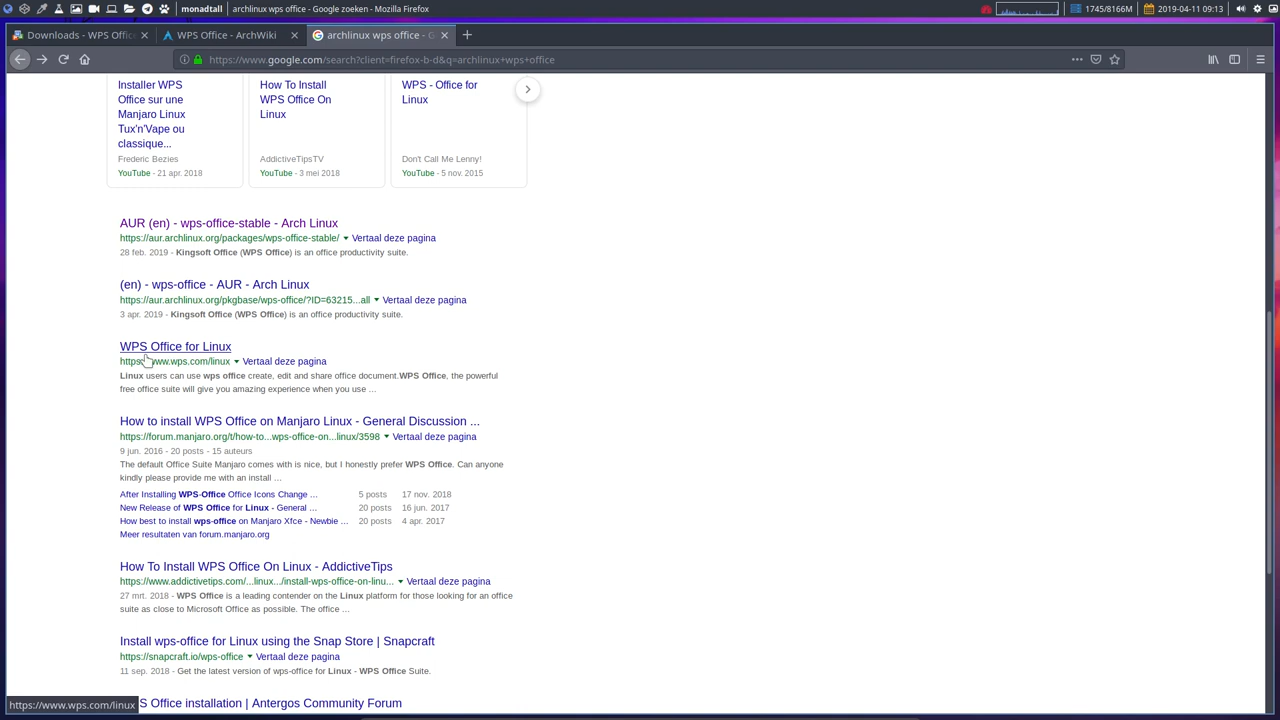 monadtall
archlinux wps office - Google zoeken - Mozilla Firefox
1745/8166M
2019-04-11 09:13
Downloads - WPS Offic
WPS Office - ArchWiki
archlinux wps office - G
https://www.google.com/search?client=firefox-b-d&q=archlinux+wps+office
Installer WPS
Office sur une
Manjaro Linux
Tux'n'Vape ou
classique...
Frederic Bezies
YouTube - 21 apr. 2018
How To Install
WPS Office On
Linux
AddictiveTipsTV
YouTube - 3 mei 2018
WPS - Office for
Linux
Don't Call Me Lenny!
YouTube - 5 nov. 2015
AUR (en) - wps-office-stable - Arch Linux
https://aur.archlinux.org/packages/wps-office-stable/ Vertaal deze pagina
28 feb. 2019 - Kingsoft Office (WPS Office) is an office productivity suite.
(en) - wps-office - AUR - Arch Linux
https://aur.archlinux.org/pkgbase/wps-office/?ID=63215...all Vertaal deze pagina
3 apr. 2019 - Kingsoft Office (WPS Office) is an office productivity suite.
WPS Office for Linux
https www.wps.com/linux Vertaal deze pagina
Linux users can use wps office create, edit and share office document.WPS Office, the powerful
free office suite will give you amazing experience when you use ...
How to install WPS Office on Manjaro Linux - General Discussion ...
https://forum.manjaro.org/t/how-to...wps-office-on...linux/3598 Vertaal deze pagina
9 jun. 2016 - 20 posts - 15 auteurs
The default Office Suite Manjaro comes with is nice, but I honestly prefer WPS Office. Can anyone
kindly please provide me with an install ...
After Installing WPS-Office Office Icons Change ... 5 posts 17 nov. 2018
New Release of WPS Office for Linux - General ... 20 posts 16 jun. 2017
How best to install wps-office on Manjaro Xfce - Newbie ... 20 posts 4 apr. 2017
Meer resultaten van forum.manjaro.org
How To Install WPS Office On Linux - AddictiveTips
https://www.addictivetips.com/...linux.../install-wps-office-on-linu... Vertaal deze pagina
27 mrt. 2018 - WPS Office is a leading contender on the Linux platform for those looking for an office
suite as close to Microsoft Office as possible. The office ...
Install wps-office for Linux using the Snap Store | Snapcraft
https://snapcraft.io/wps-office Vertaal deze pagina
11 sep. 2018 - Get the latest version of wps-office for Linux - WPS Office Suite.
S Office installation | Antergos Community Forum
https://www.wps.com/linux